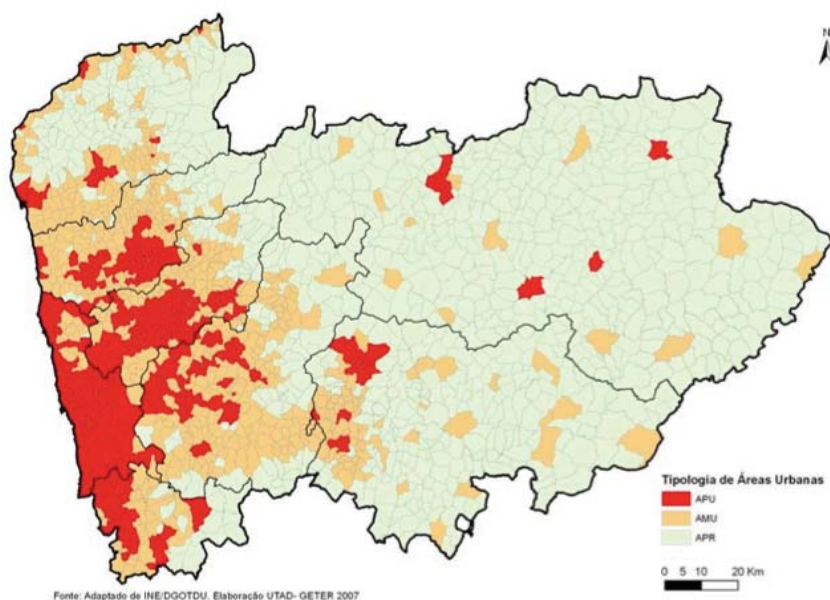 N
Tipologia de Áreas Urbanas
APU
AMU
APR
0 5 10 20 Km
Fonte: Adaptado de INE/DGOTDU. Elaboração UTAD- GETER 2007